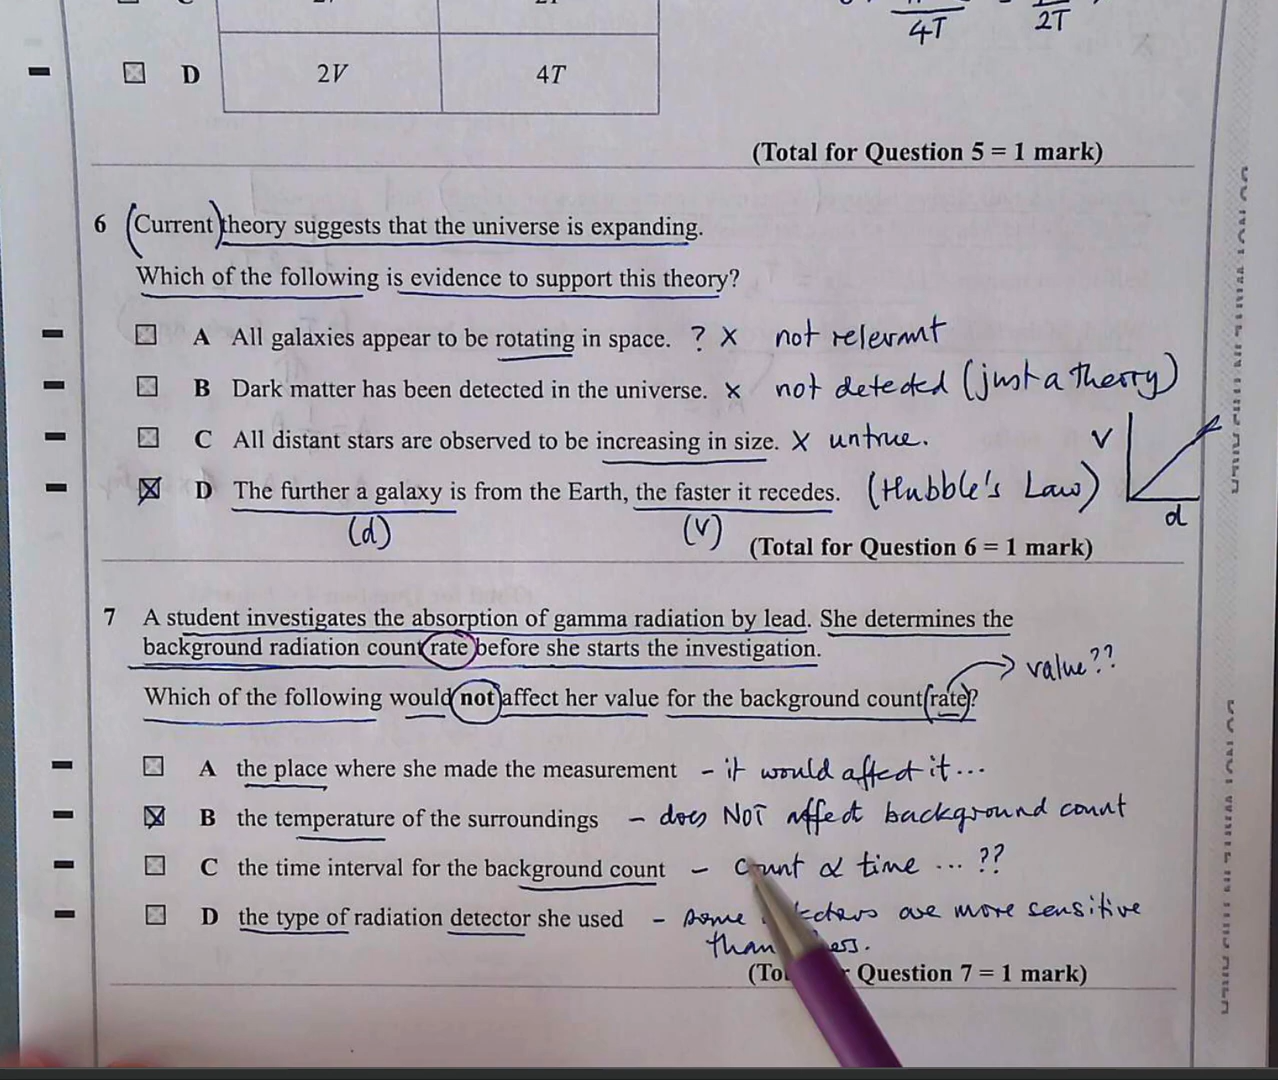 4T
2T
D 2V 4T
(Total for Question 5 = 1 mark)
6 (Current) theory suggests that the universe is expanding.
Which of the following is evidence to support this theory?
A All galaxies appear to be rotating in space. ? X not relevant
B Dark matter has been detected in the universe. X not detected (just a theory)
C All distant stars are observed to be increasing in size. X untrue.
V
D The further a galaxy is from the Earth, the faster it recedes. (Hubble's Law)
d
(d) (V)
(Total for Question 6 = 1 mark)
7 A student investigates the absorption of gamma radiation by lead. She determines the
background radiation count rate before she starts the investigation.
value??
Which of the following would not affect her value for the background count rate?
A the place where she made the measurement - it would affect it...
B the temperature of the surroundings - does NOT affect background count
C the time interval for the background count - count α time ... ??
D the type of radiation detector she used - some are more sensitive
than
Question 7 = 1 mark)